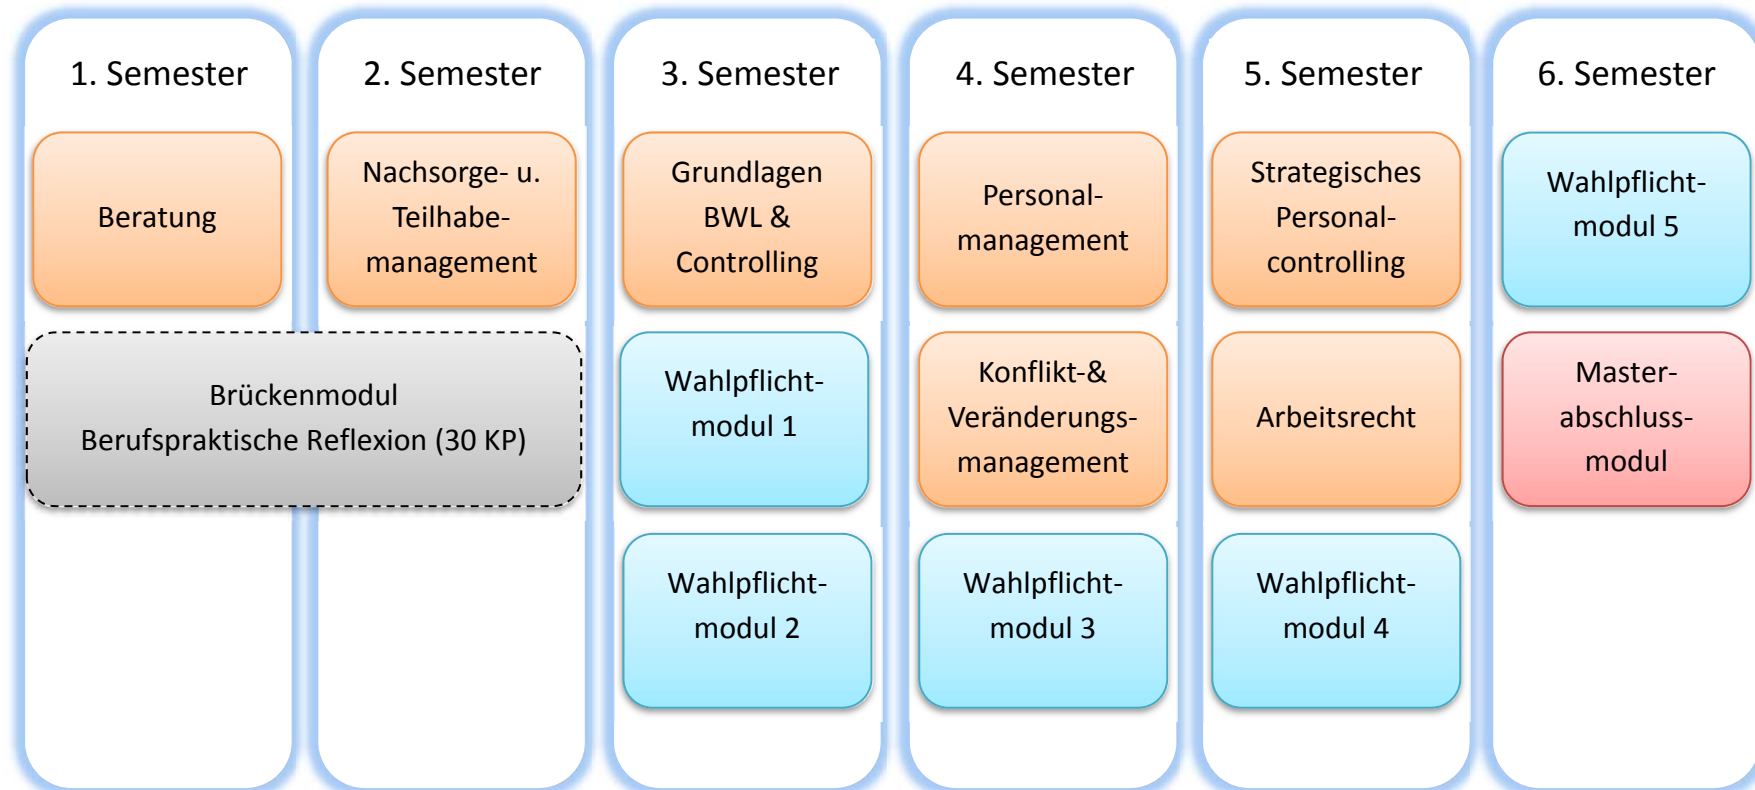 1. Semester
Beratung
2. Semester
Nachsorge- u.
Teilhabe-
management
Brückenmodul
Berufspraktische Reflexion (30 KP)
3. Semester
Grundlagen
BWL &
Controlling
Wahlpflicht-
modul 1
Wahlpflicht-
modul 2
4. Semester
Personal-
management
Konflikt-&
Veränderungs-
management
Wahlpflicht-
modul 3
5. Semester
Strategisches
Personal-
controlling
Arbeitsrecht
Wahlpflicht-
modul 4
6. Semester
Wahlpflicht-
modul 5
Master-
abschluss-
modul